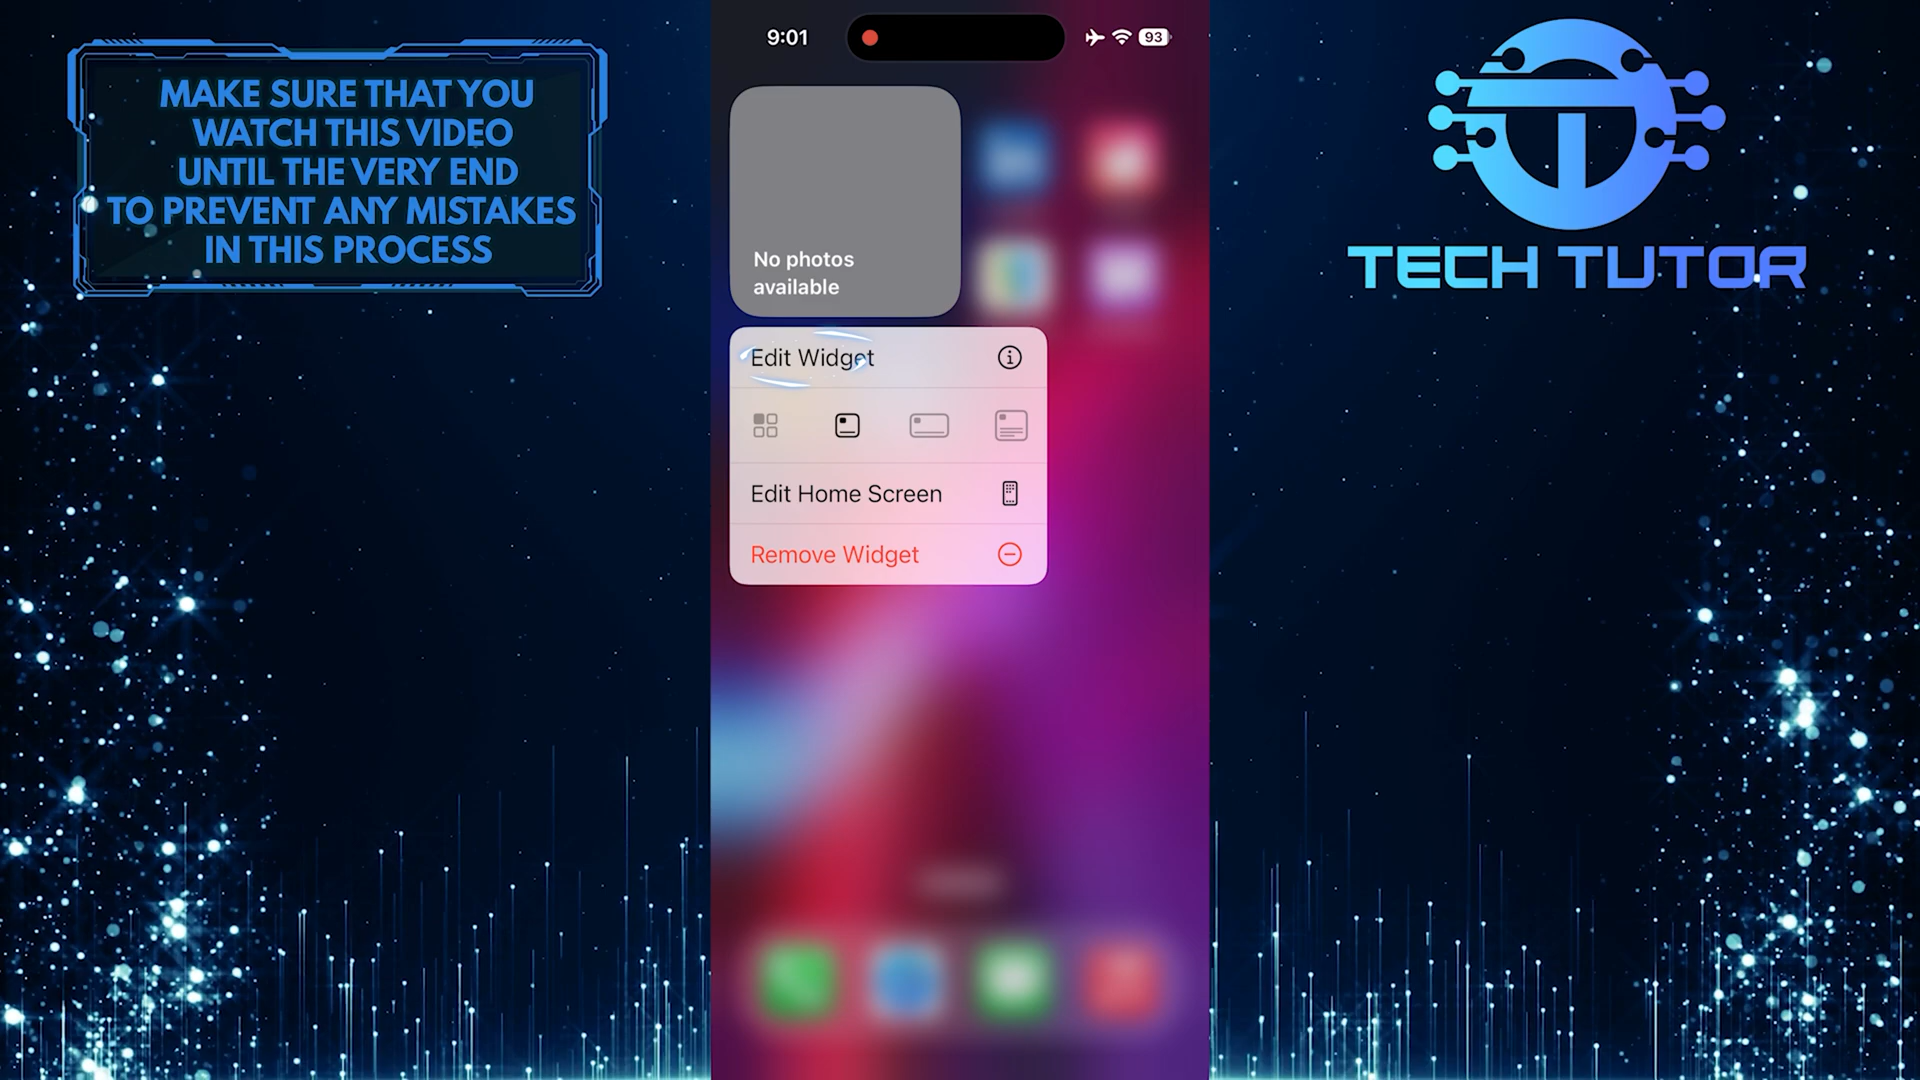 MAKE SURE THAT YOU
WATCH THIS VIDEO
UNTIL THE VERY END
TO PREVENT ANY MISTAKES
IN THIS PROCESS
9:01
93
No photos
available
Edit Widget
Edit Home Screen
Remove Widget
TECH TUTOR